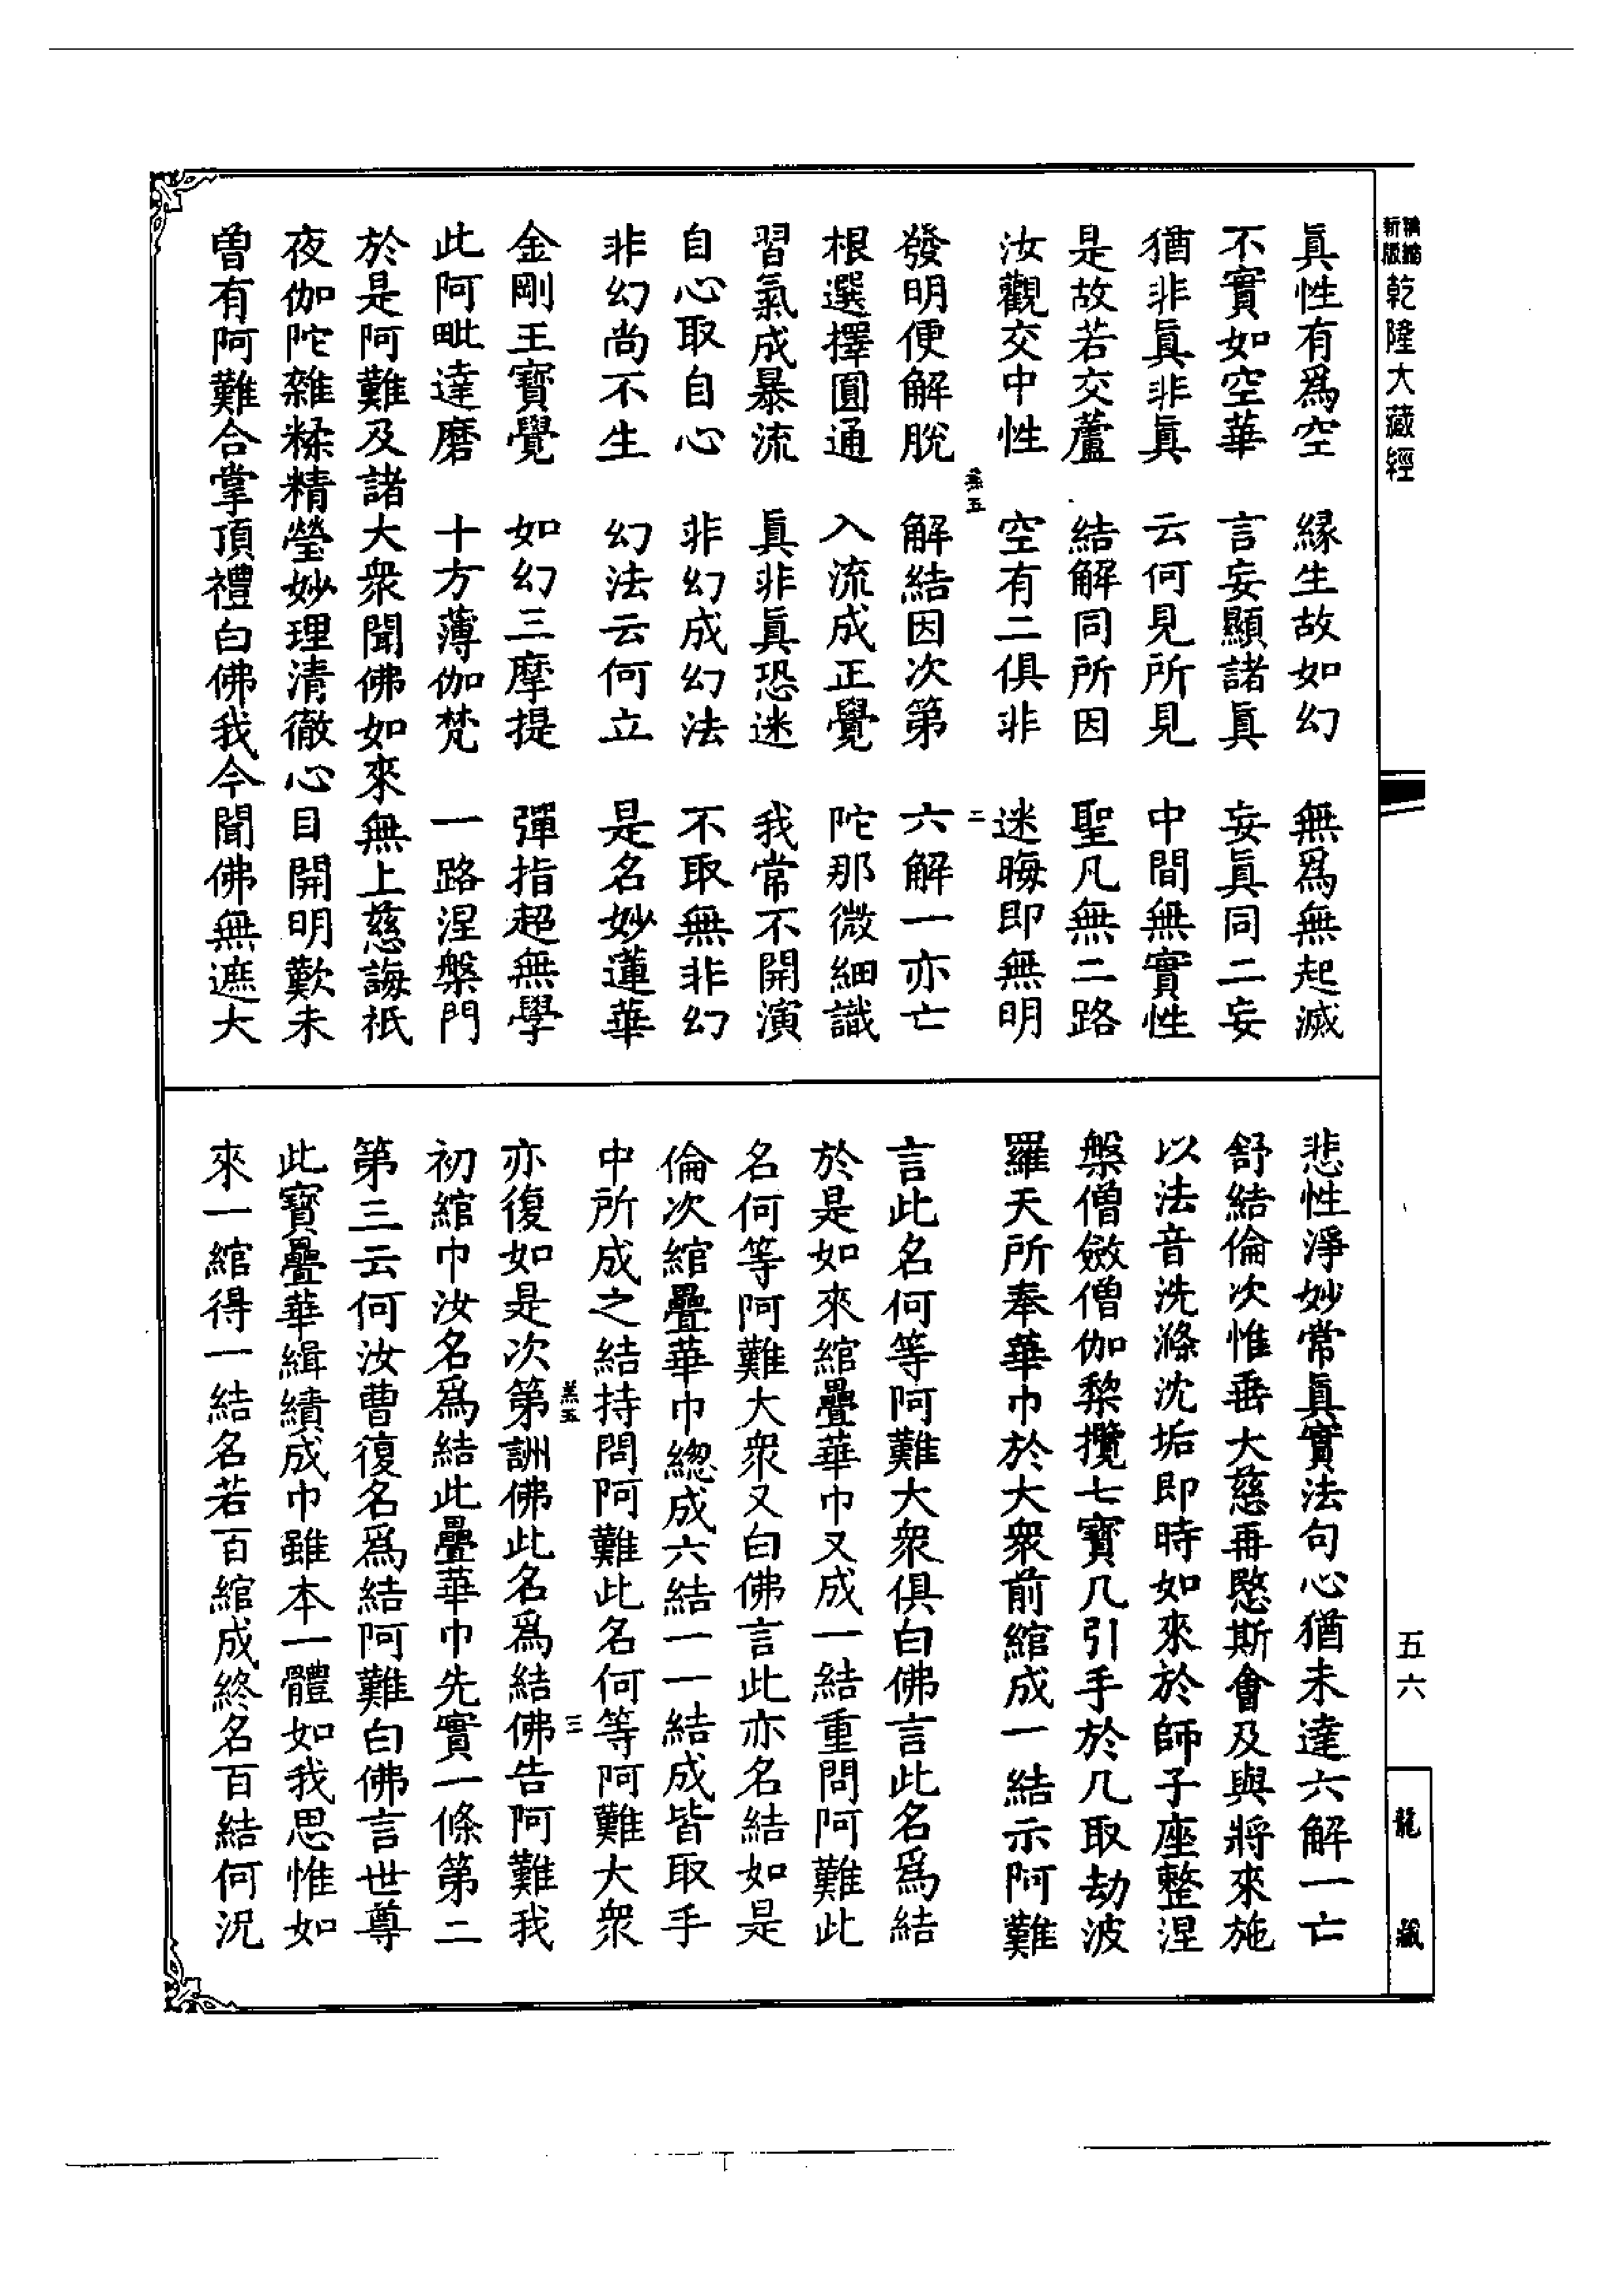 新版精編乾隆大藏經
眞性有爲空　緣生故如幻　無爲無起滅
不實如空華　言妄顯諸眞　妄眞同二妄
猶非眞非眞　云何見所見　中間無實性
是故若交蘆　結解同所因　聖凡無二路
汝觀交中性　空有二俱非　迷晦即無明
羔五　二
發明便解脫　解結因次第　六解一亦亡
根選擇圓通　入流成正覺　陀那微細識
習氣成暴流　眞非眞恐迷　我常不開演
自心取自心　非幻成幻法　不取無非幻
非幻尚不生　幻法云何立　是名妙蓮華
金剛王寶覺　如幻三摩提　彈指超無學
此阿毗達磨　十方薄伽梵　一路涅槃門
於是阿難及諸大衆聞佛如來無上慈誨祇
夜伽陀雜糅精瑩妙理清徹心目開明歎未
曾有阿難合掌頂禮白佛我今聞佛無遮大
悲性淨妙常眞實法句心猶未達六解一亡
舒結倫次惟垂大慈再愍斯會及與將來施
以法音洗滌沈垢即時如來於師子座整涅
槃僧斂僧伽黎攬七寶几引手於几取劫波
羅天所奉華巾於大衆前綰成一結示阿難
言此名何等阿難大衆俱白佛言此名爲結
於是如來綰疊華巾又成一結重問阿難此
名何等阿難大衆又白佛言此亦名結如是
倫次綰疊華巾總成六結一一結成皆取手
中所成之結持問阿難此名何等阿難大衆
羔五　三
亦復如是次第詶佛此名爲結佛告阿難我
初綰巾汝名爲結此疊華巾先實一條第二
第三云何汝曹復名爲結阿難白佛言世尊
此寶疊華緝績成巾雖本一體如我思惟如
來一綰得一結名若百綰成終名百結何況
五六
龍藏